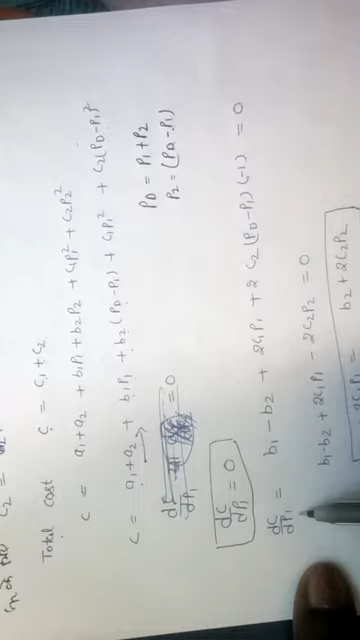 C₂ =
Total cost C = C₁ + C₂
C = a₁+a₂ + b₁P₁ + b₂P₂ + C₁P₁² + C₂P₂²
C = a₁+a₂ + b₁P₁ + b₂(P_D-P₁) + C₁P₁² + C₂(P_D-P₁)²
P_D = P₁+P₂
P₂ = (P_D-P₁)
dC/dP₁ = 0
dC/dP₁ = b₁ - b₂ + 2C₁P₁ + 2C₂(P_D-P₁)(-1) = 0
b₁-b₂ + 2C₁P₁ - 2C₂P₂ = 0
2C₁P₁ = b₂ + 2C₂P₂